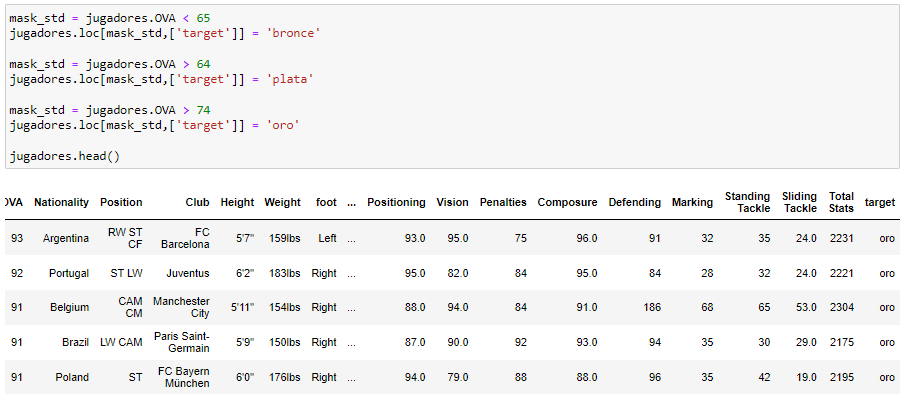 mask_std = jugadores.OVA < 65
jugadores.loc[mask_std,['target']] = 'bronce'
mask_std = jugadores.OVA > 64
jugadores.loc[mask_std,['target']] = 'plata'
mask_std = jugadores.OVA > 74
jugadores.loc[mask_std,['target']] = 'oro'
jugadores.head()
OVA Nationality Position Club Height Weight foot ... Positioning Vision Penalties Composure Defending Marking Standing Tackle Sliding Tackle Total Stats target
93 Argentina RW ST CF FC Barcelona 5'7" 159lbs Left ... 93.0 95.0 75 96.0 91 32 35 24.0 2231 oro
92 Portugal ST LW Juventus 6'2" 183lbs Right ... 95.0 82.0 84 95.0 84 28 32 24.0 2221 oro
91 Belgium CAM CM Manchester City 5'11" 154lbs Right ... 88.0 94.0 84 91.0 186 68 65 53.0 2304 oro
91 Brazil LW CAM Paris Saint-Germain 5'9" 150lbs Right ... 87.0 90.0 92 93.0 94 35 30 29.0 2175 oro
91 Poland ST FC Bayern München 6'0" 176lbs Right ... 94.0 79.0 88 88.0 96 35 42 19.0 2195 oro